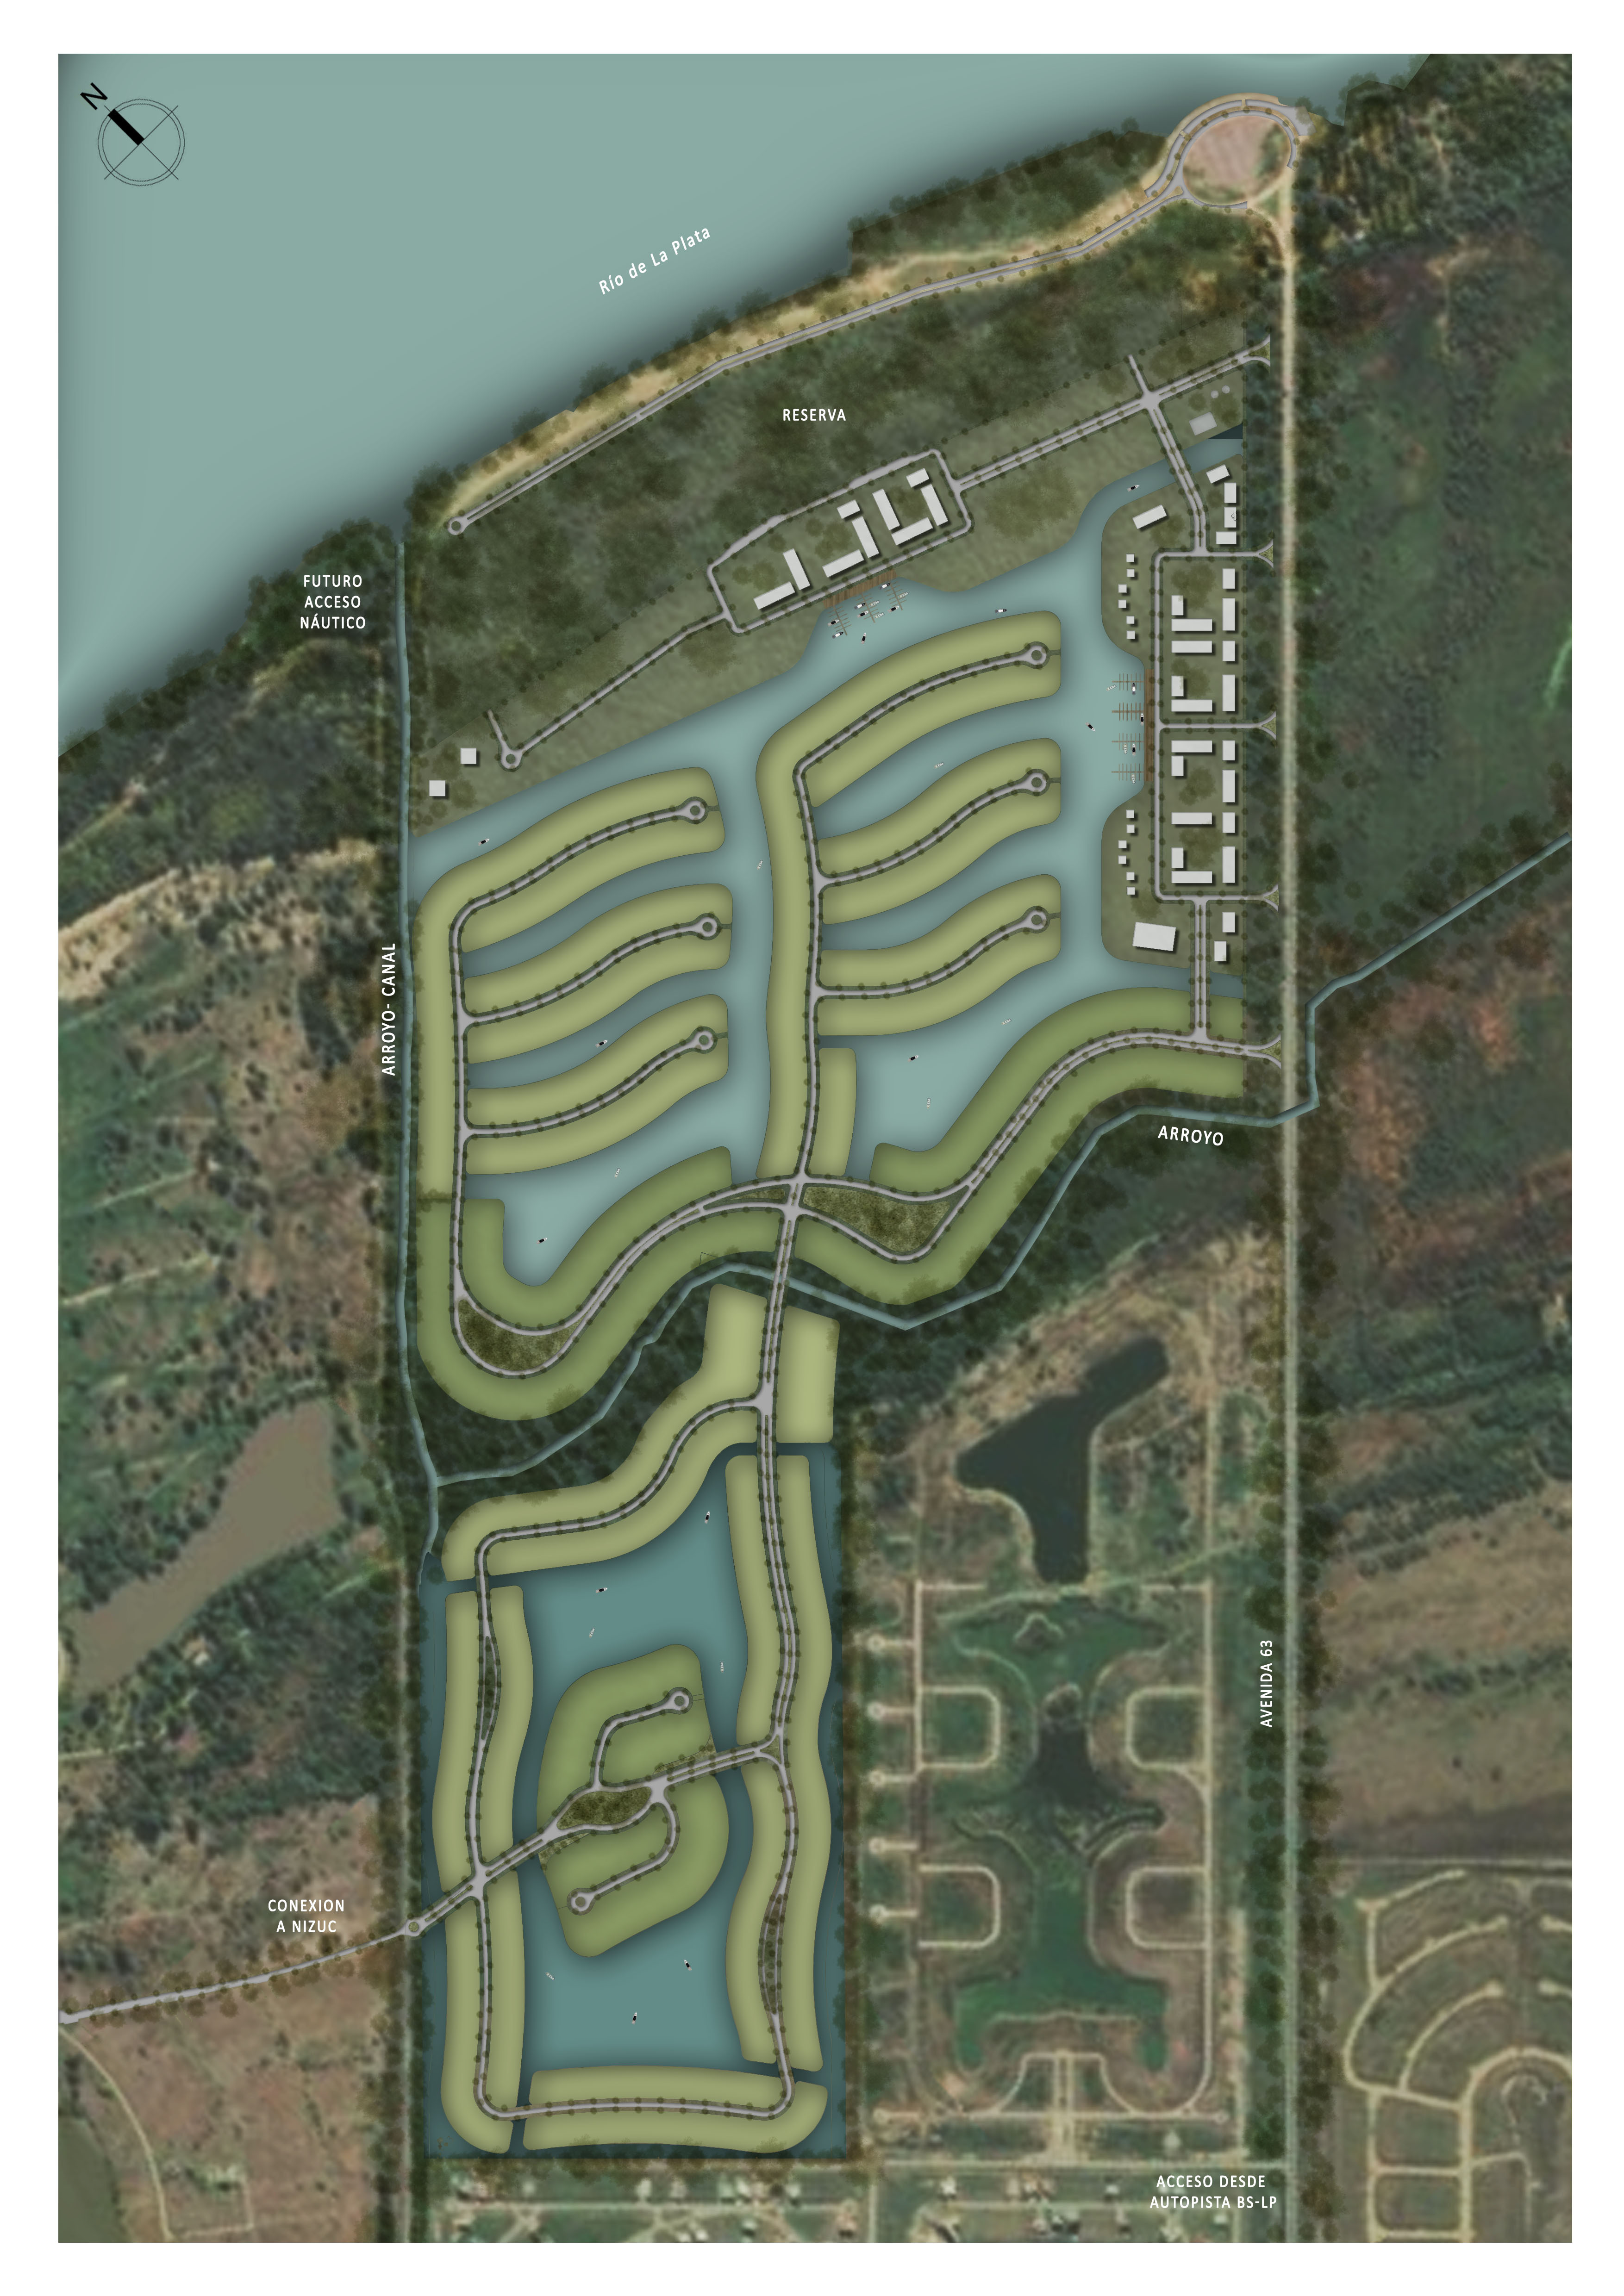 N
Río de La Plata
RESERVA
FUTURO
ACCESO
NÁUTICO
ARROYO- CANAL
ARROYO
AVENIDA 63
CONEXION
A NIZUC
ACCESO DESDE
AUTOPISTA BS-LP